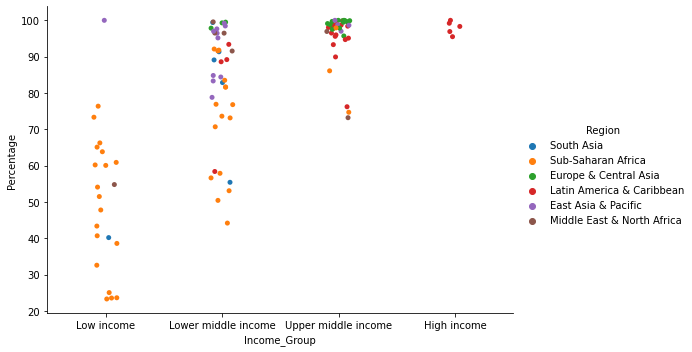 100
90
80
70
60
50
40
30
20
Percentage
Low income
Lower middle income
Upper middle income
High income
Income_Group
Region
South Asia
Sub-Saharan Africa
Europe & Central Asia
Latin America & Caribbean
East Asia & Pacific
Middle East & North Africa